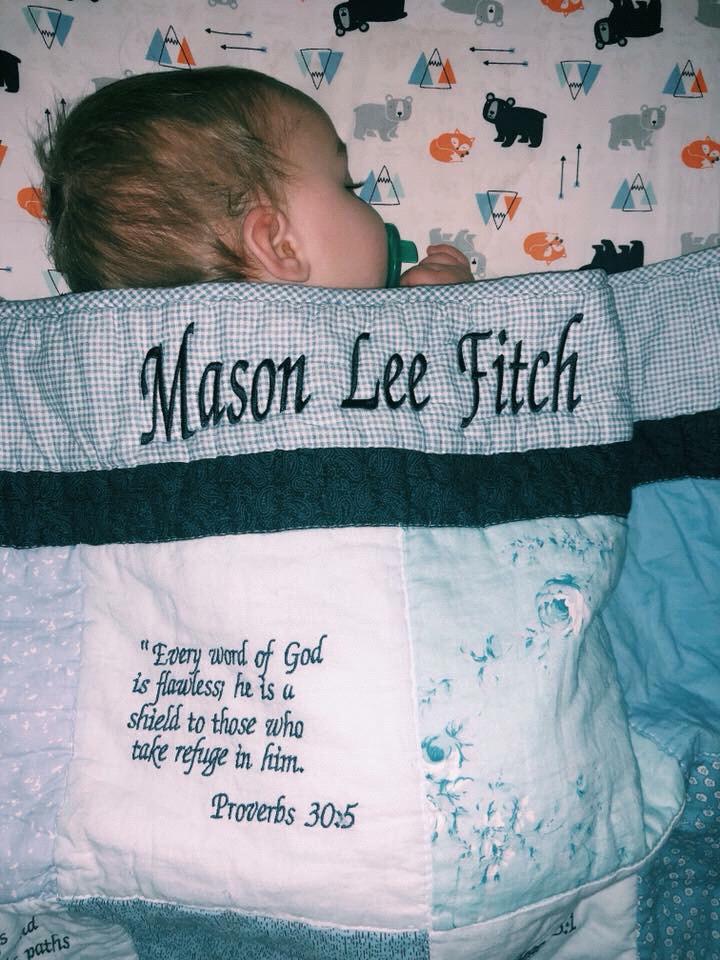 Mason Lee Fitch
"Every word of God
is flawless; he is a
shield to those who
take refuge in him.
Proverbs 30:5
paths